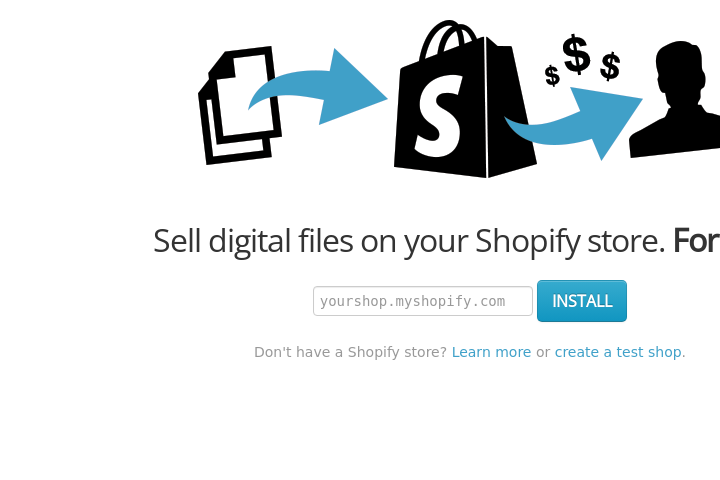 $ $ $
S
Sell digital files on your Shopify store. For
yourshop.myshopify.com INSTALL
Don't have a Shopify store? Learn more or create a test shop.